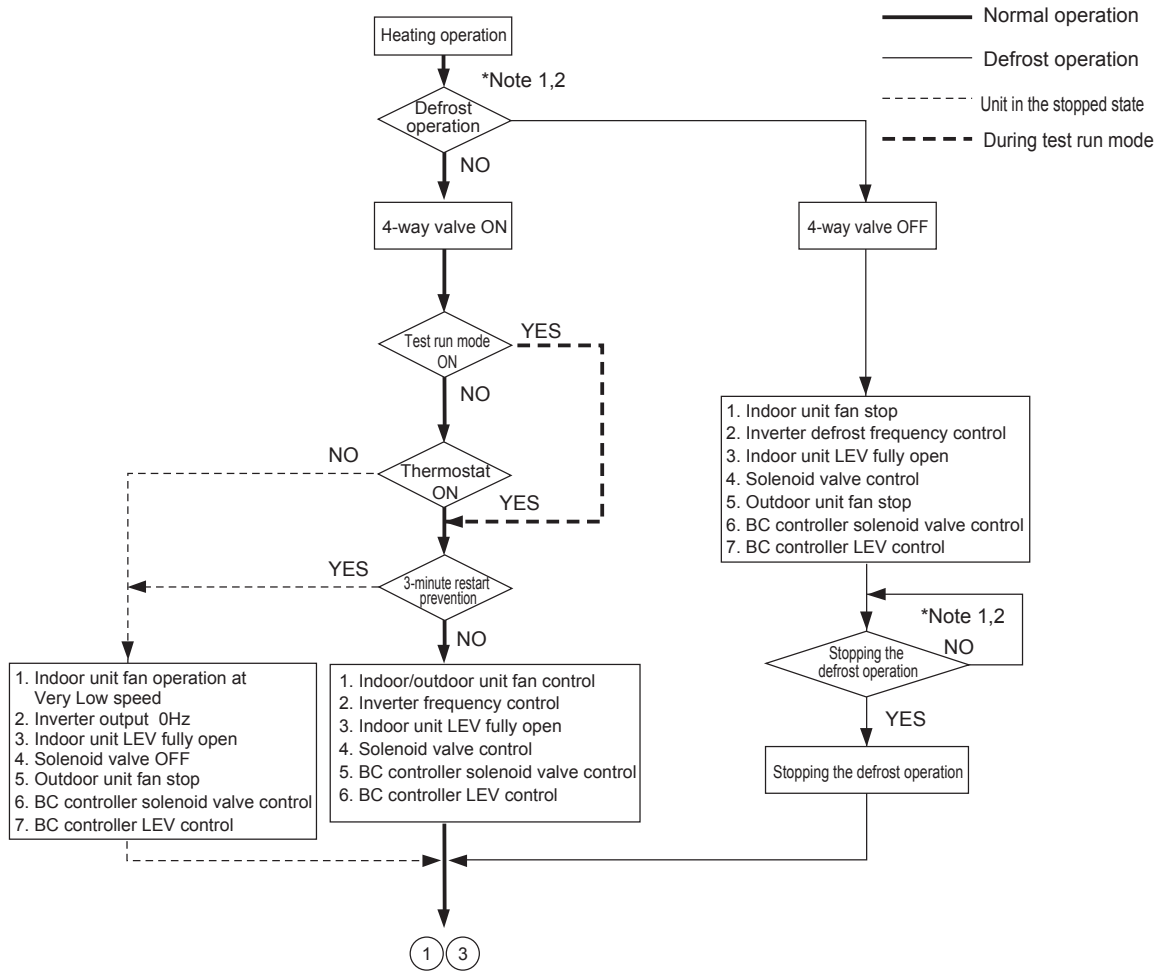 Normal operation
Defrost operation
Unit in the stopped state
During test run mode
Heating operation
*Note 1,2
Defrost
operation
NO
4-way valve ON
4-way valve OFF
Test run mode
ON
YES
NO
Thermostat
ON
NO
YES
1. Indoor unit fan stop
2. Inverter defrost frequency control
3. Indoor unit LEV fully open
4. Solenoid valve control
5. Outdoor unit fan stop
6. BC controller solenoid valve control
7. BC controller LEV control
3-minute restart
prevention
YES
NO
*Note 1,2
Stopping the
defrost operation
NO
YES
1. Indoor unit fan operation at
Very Low speed
2. Inverter output 0Hz
3. Indoor unit LEV fully open
4. Solenoid valve OFF
5. Outdoor unit fan stop
6. BC controller solenoid valve control
7. BC controller LEV control
1. Indoor/outdoor unit fan control
2. Inverter frequency control
3. Indoor unit LEV fully open
4. Solenoid valve control
5. BC controller solenoid valve control
6. BC controller LEV control
Stopping the defrost operation
1 3